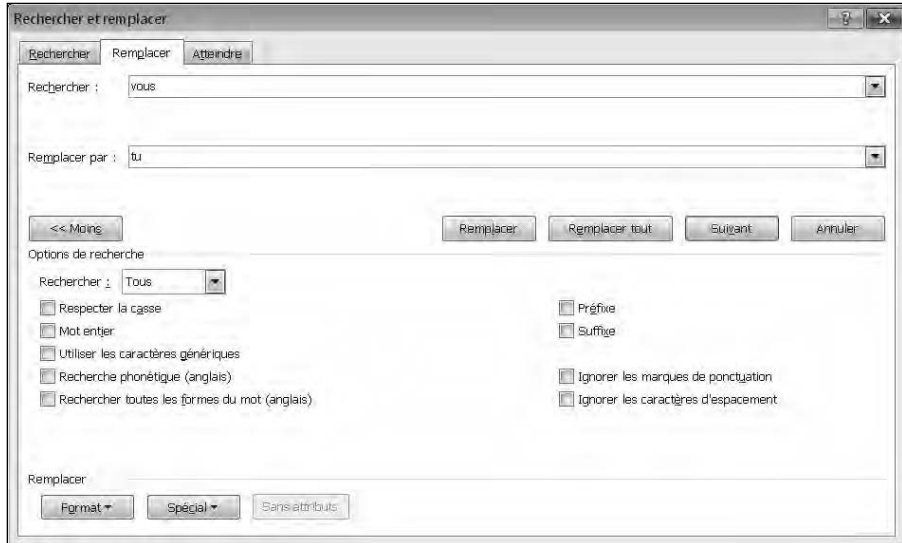 Rechercher et remplacer
Rechercher Remplacer Atteindre
Rechercher : vous
Remplacer par : tu
<< Moins Remplacer Remplacer tout Suivant Annuler
Options de recherche
Rechercher : Tous
Respecter la casse Préfixe
Mot entier Suffixe
Utiliser les caractères génériques
Recherche phonétique (anglais) Ignorer les marques de ponctuation
Rechercher toutes les formes du mot (anglais) Ignorer les caractères d'espacement
Remplacer
Format Spécial Sans attributs